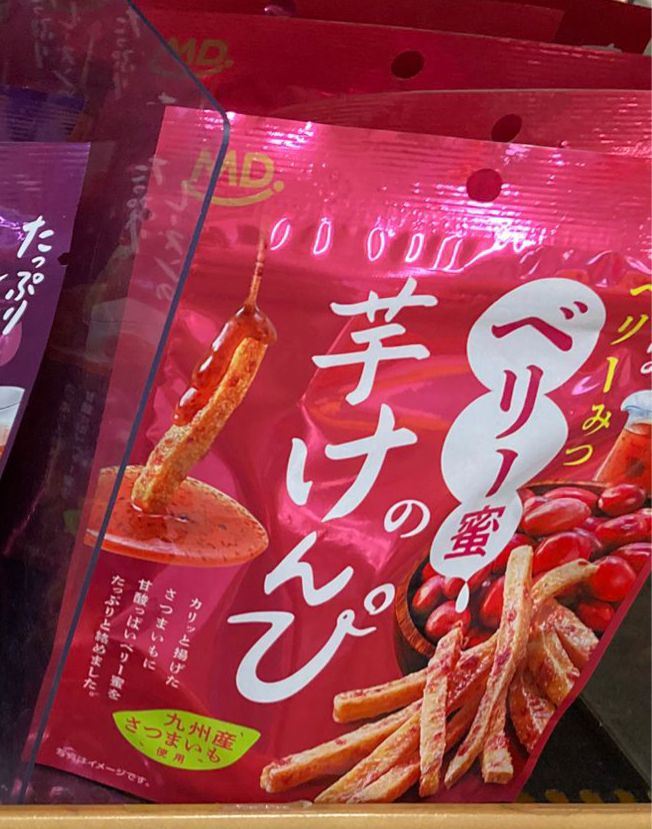 MD.
MD.
ベリー蜜
の
芋けんぴ
ベリーみつ
カリッと揚げた
さつまいもに
甘酸っぱいベリー蜜を
たっぷりと絡めました。
九州産
さつまいも
使用
写真はイメージです。
たっぷり